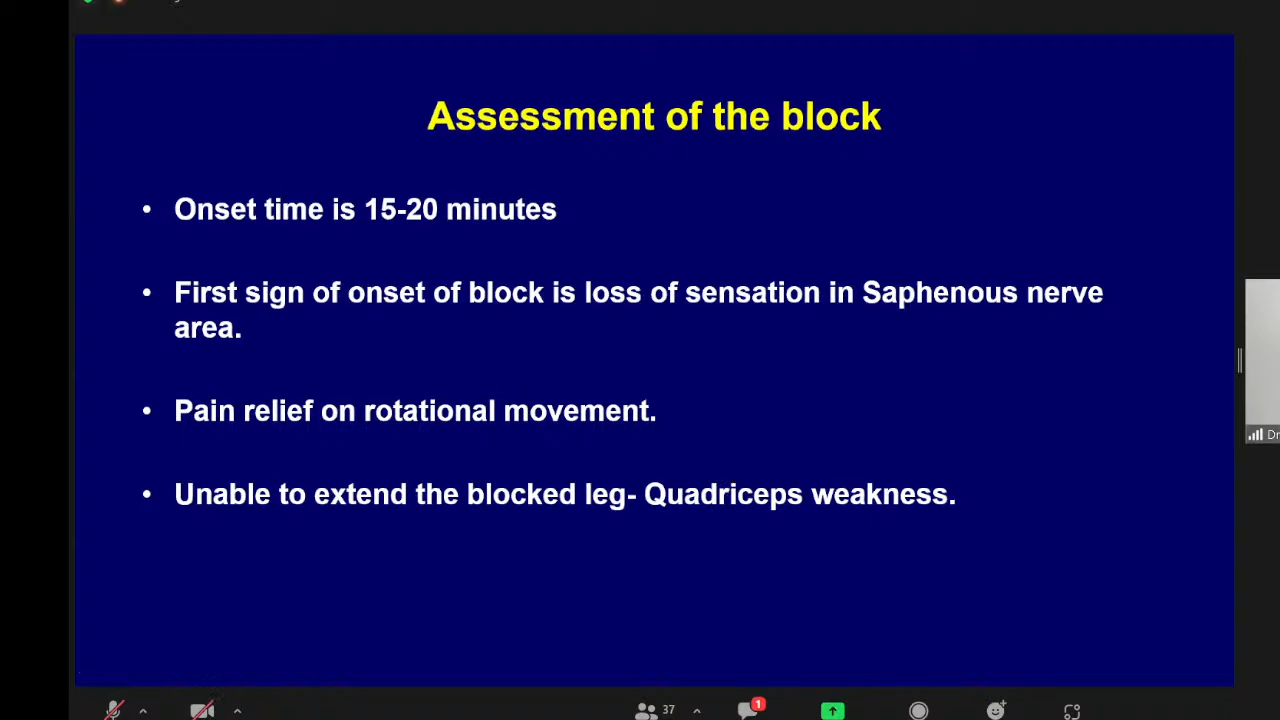 Assessment of the block
• Onset time is 15-20 minutes
• First sign of onset of block is loss of sensation in Saphenous nerve
area.
• Pain relief on rotational movement.
• Unable to extend the blocked leg- Quadriceps weakness.
Dr
37
1